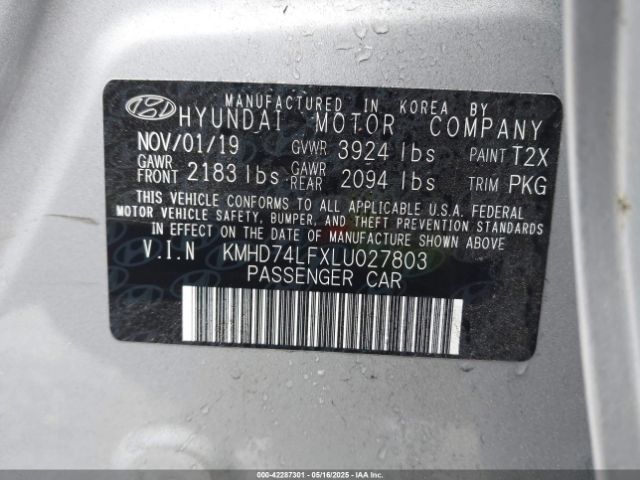 MANUFACTURED IN KOREA BY
HYUNDAI MOTOR COMPANY
NOV/01/19 GVWR 3924 lbs PAINT T2X
GAWR FRONT 2183 lbs GAWR REAR 2094 lbs TRIM PKG
THIS VEHICLE CONFORMS TO ALL APPLICABLE U.S.A. FEDERAL
MOTOR VEHICLE SAFETY, BUMPER, AND THEFT PREVENTION STANDARDS
IN EFFECT ON THE DATE OF MANUFACTURE SHOWN ABOVE.
V.I.N KMHD74LFXLU027803
PASSENGER CAR
000-42287301 - 05/16/2025 - COPART.COM